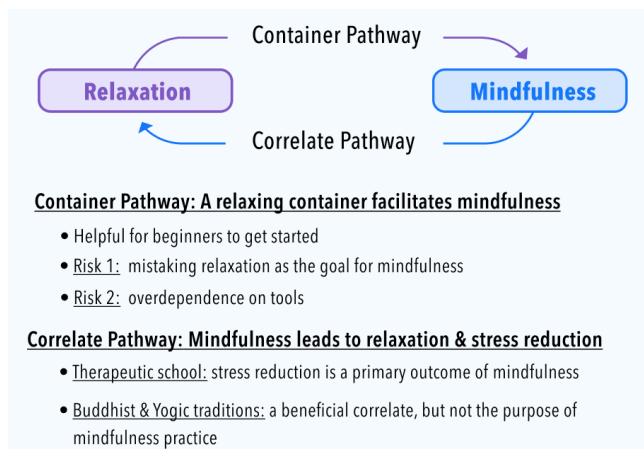 Container Pathway
Relaxation
Mindfulness
Correlate Pathway
Container Pathway: A relaxing container facilitates mindfulness
• Helpful for beginners to get started
• Risk 1: mistaking relaxation as the goal for mindfulness
• Risk 2: overdependence on tools
Correlate Pathway: Mindfulness leads to relaxation & stress reduction
• Therapeutic school: stress reduction is a primary outcome of mindfulness
• Buddhist & Yogic traditions: a beneficial correlate, but not the purpose of
mindfulness practice